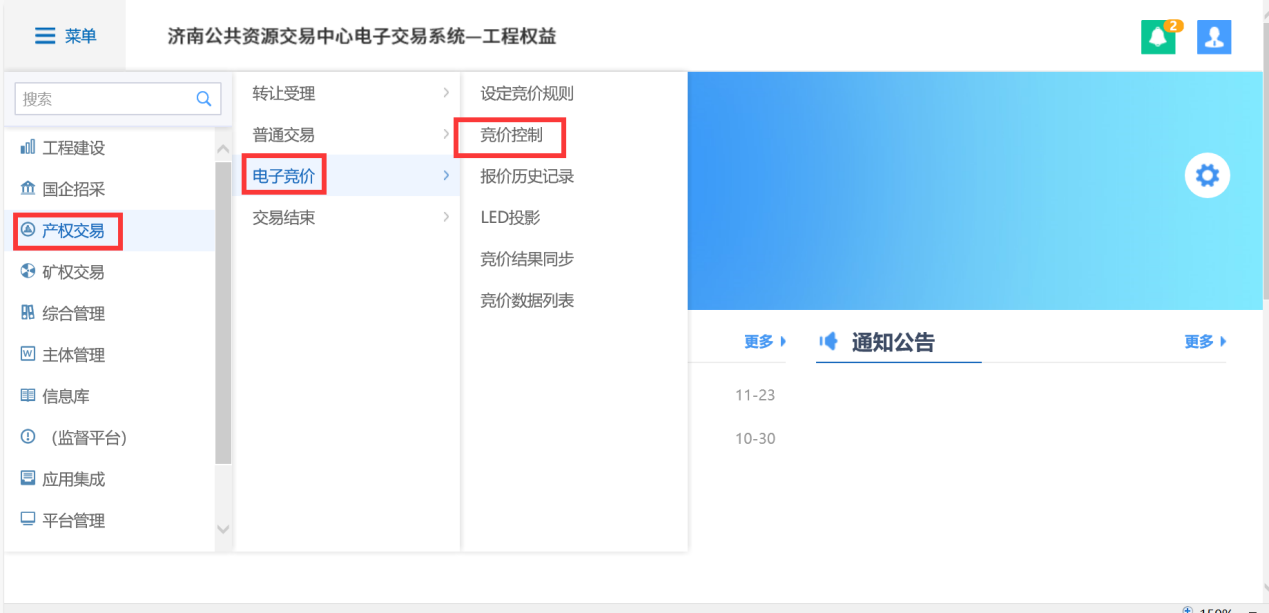 菜单
济南公共资源交易中心电子交易系统—工程权益
2
搜索
工程建设
国企招采
产权交易
矿权交易
综合管理
主体管理
信息库
（监督平台）
应用集成
平台管理
转让受理
普通交易
电子竞价
交易结束
设定竞价规则
竞价控制
报价历史记录
LED投影
竞价结果同步
竞价数据列表
更多
通知公告
更多
11-23
10-30
150%